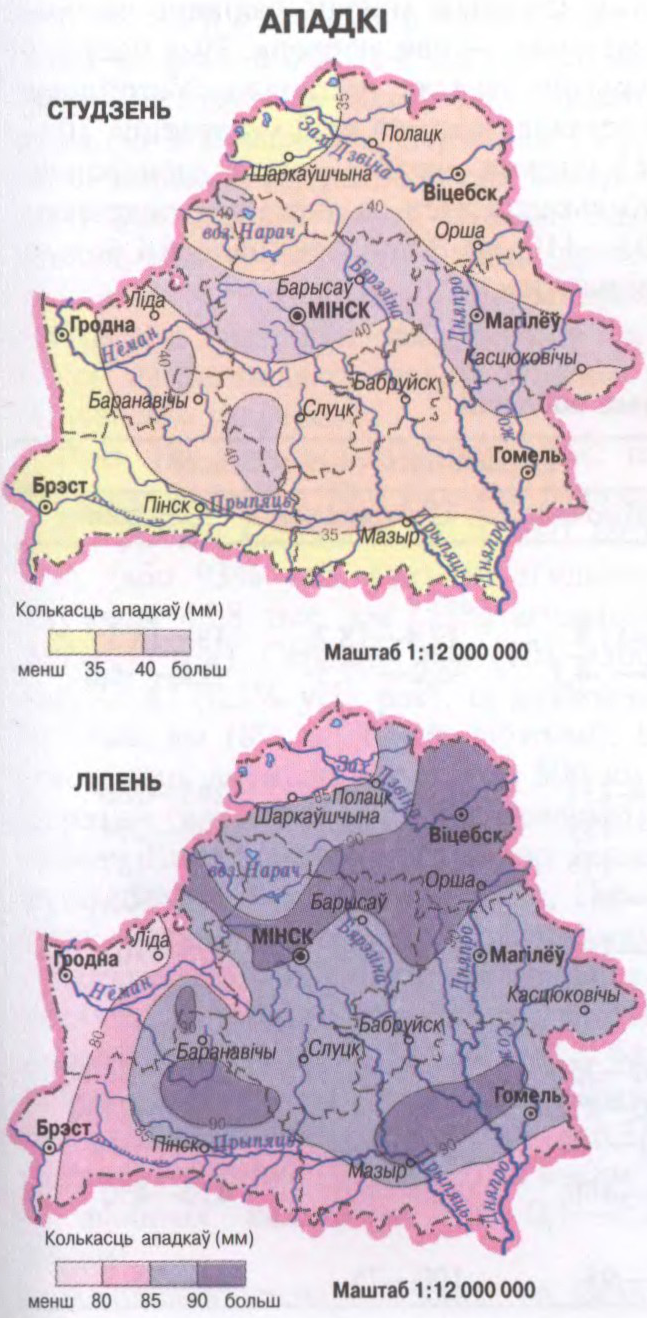 АПАДКІ
СТУДЗЕНЬ
35
Полацк
Зах. Дзвіна
Шаркаўшчына
Віцебск
40
40
вдз. Нарач
Орша
Барысаў
Бярэзіна
Ліда
МІНСК
Дняпро
Магілёў
Гродна
Нёман
40
Касцюковічы
40
Баранавічы
Бабруйск
Слуцк
Сож
40
Гомель
Брэст
Пінск
Прыпяць
35
Мазыр
Прыпяць
Дняпро
Колькасць ападкаў (мм)
менш 35 40 больш
Маштаб 1:12 000 000
ЛІПЕНЬ
Зах. Дзвіна
85
Полацк
Шаркаўшчына
Віцебск
90
вдз. Нарач
Орша
Барысаў
Ліда
МІНСК
Бярэзіна
90
Дняпро
Магілёў
Гродна
Нёман
Касцюковічы
80
90
Бабруйск
Баранавічы
Слуцк
Сож
Гомель
90
Брэст
85
Пінск
Прыпяць
90
Мазыр
Прыпяць
Дняпро
Колькасць ападкаў (мм)
менш 80 85 90 больш
Маштаб 1:12 000 000